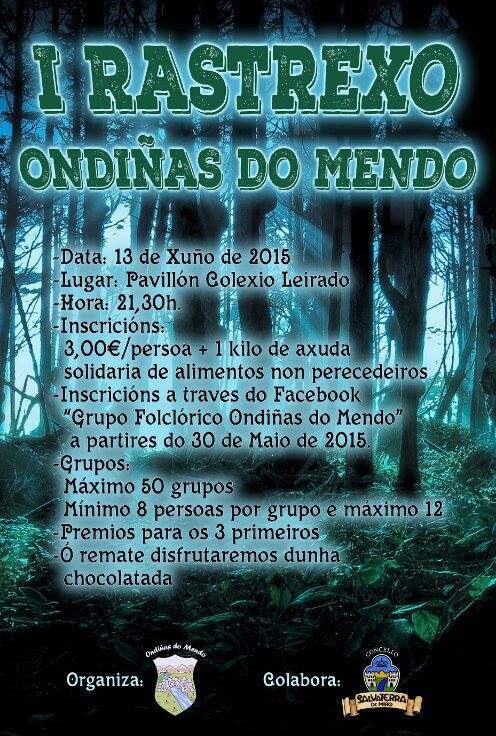 I RASTREXO
ONDIÑAS DO MENDO
-Data: 13 de Xuño de 2015
-Lugar: Pavillón Colexio Leirado
-Hora: 21,30h.
-Inscricións:
3,00€/persoa + 1 kilo de axuda
solidaria de alimentos non perecedeiros
-Inscricións a traves do Facebook
“Grupo Folclórico Ondiñas do Mendo”
a partires do 30 de Maio de 2015.
-Grupos:
Máximo 50 grupos
Mínimo 8 persoas por grupo e máximo 12
-Premios para os 3 primeiros
-Ó remate disfrutaremos dunha
chocolatada
Organiza:
Ondiñas do Mendo
Colabora:
CONCELLO
SALVATERRA
DE MIÑO